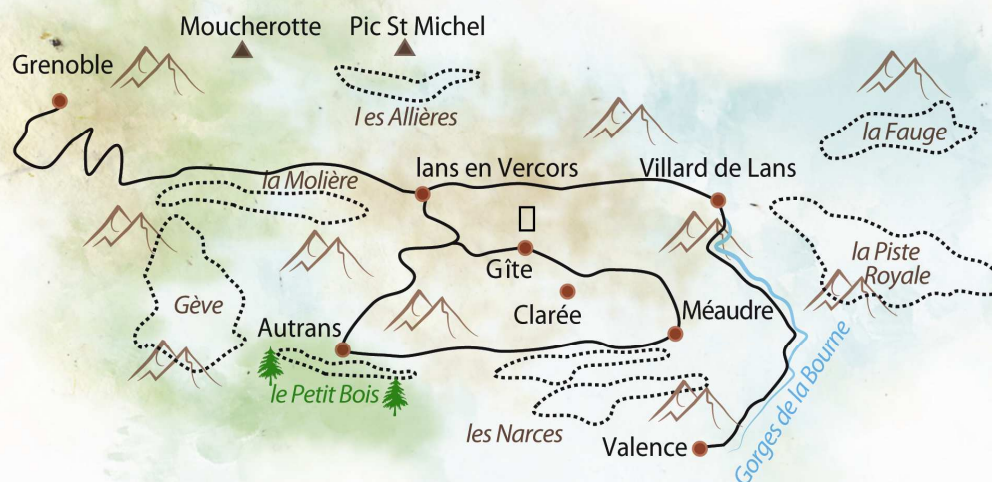 Moucherotte
Pic St Michel
Grenoble
l es Allières
la Fauge
lans en Vercors
Villard de Lans
la Molière
la Piste
Royale
Gîte
Gève
Clarée
Méaudre
Autrans
le Petit Bois
les Narces
Valence
Gorges de la Bourne